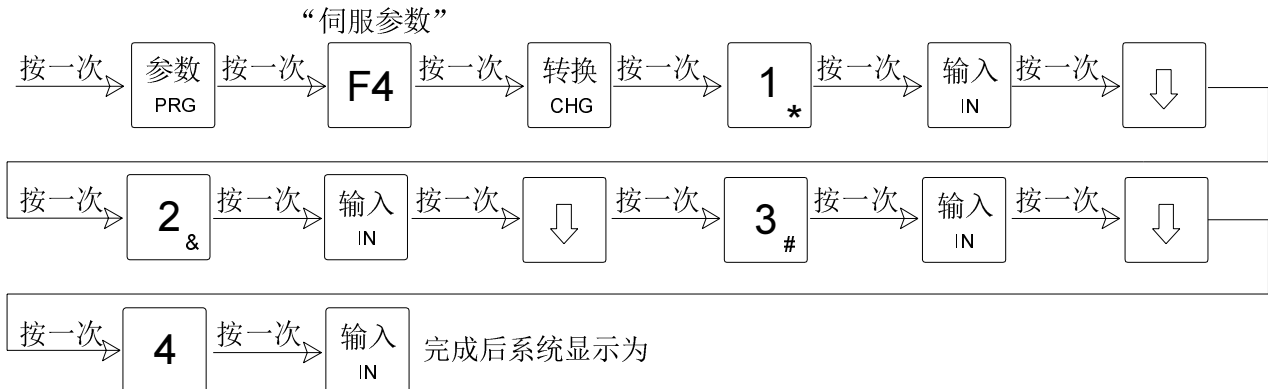 “伺服参数”
按一次 参数 PRG 按一次 F4 按一次 转换 CHG 按一次 1 * 按一次 输入 IN 按一次
按一次 2 & 按一次 输入 IN 按一次 按一次 3 # 按一次 输入 IN 按一次
按一次 4 按一次 输入 IN 完成后系统显示为